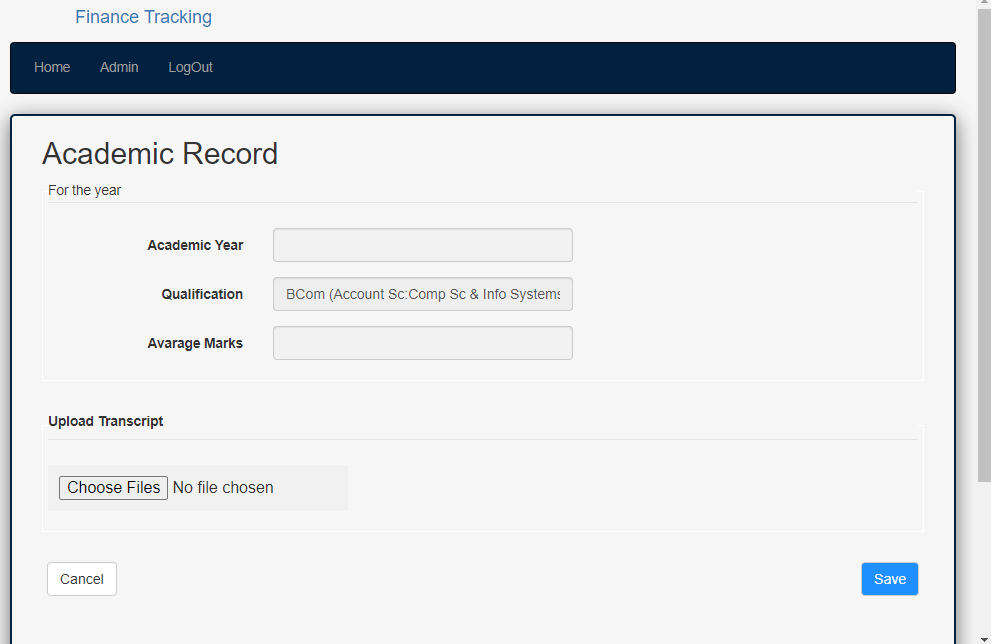 Finance Tracking
Home Admin LogOut
Academic Record
For the year
Academic Year
Qualification BCom (Account Sc:Comp Sc & Info Systems
Avarage Marks
Upload Transcript
Choose Files No file chosen
Cancel Save